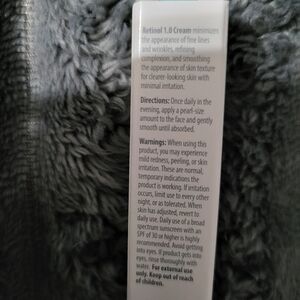 Retinol 1.0 Cream minimizes
the appearance of fine lines
and wrinkles, refining
complexion, and smoothing
the appearance of skin texture
for clearer-looking skin with
minimal irritation.
Directions: Once daily in the
evening, apply a pearl-size
amount to the face and gently
smooth until absorbed.
Warnings: When using this
product, you may experience
mild redness, peeling, or skin
irritation. These are normal,
temporary indications the
product is working. If irritation
occurs, limit use to every other
night, or as tolerated. When
skin has adjusted, revert to
daily use. Daily use of a broad
spectrum sunscreen with an
SPF of 30 or higher is highly
recommended. Avoid getting
into eyes. If product gets into
eyes, rinse thoroughly with
water. For external use
only. Keep out of reach
of children.